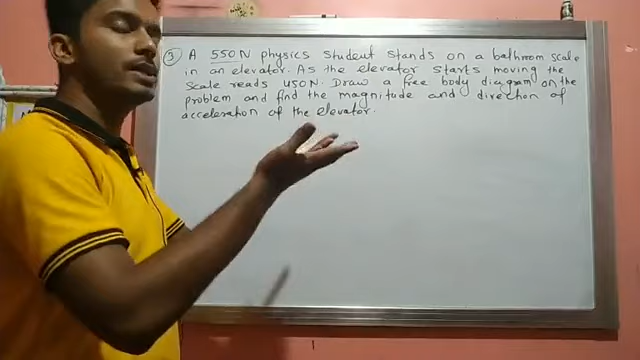 ③ A 550N physics student stands on a bathroom scale
in an elevator. As the elevator starts moving the
scale reads 450N. Draw a free body diagram on the
problem and find the magnitude and direction of
acceleration of the elevator.